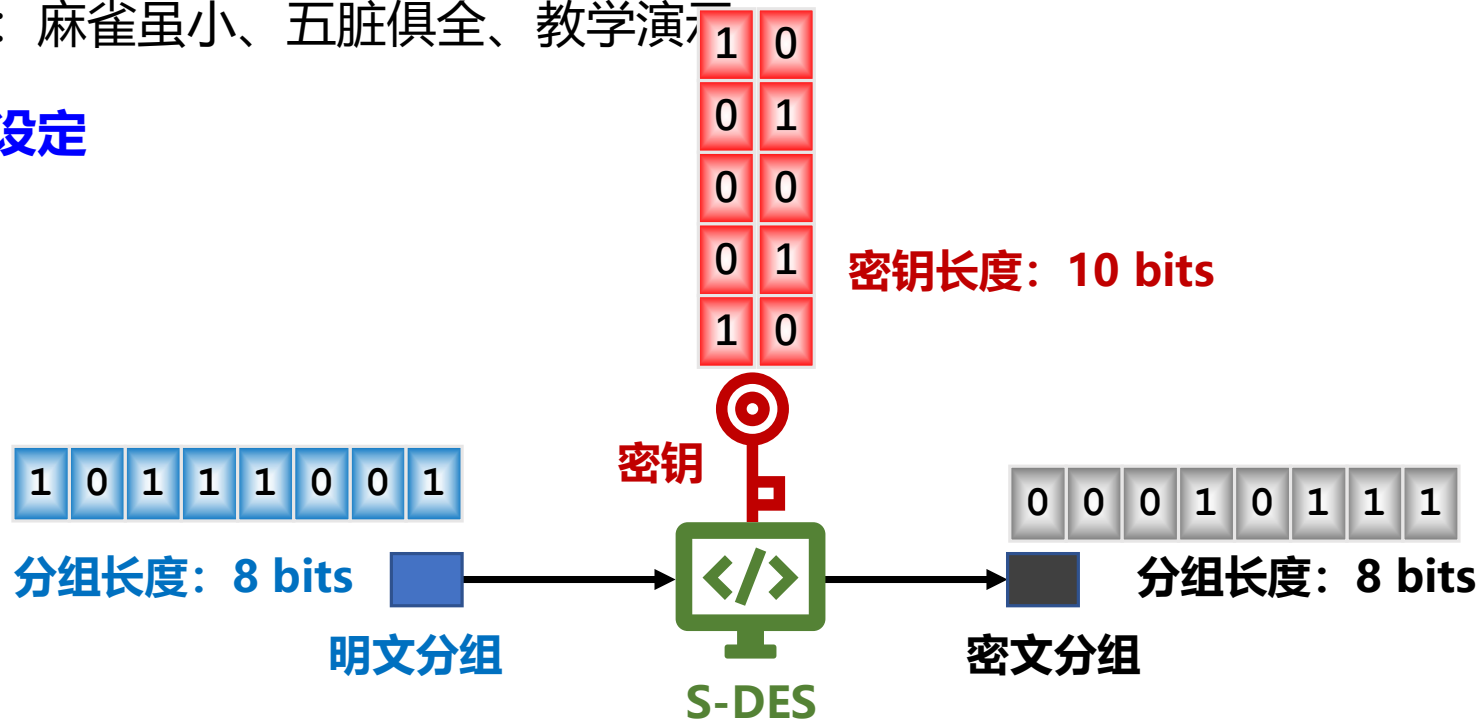 ：麻雀虽小、五脏俱全、教学演示
设定
1 0
0 1
0 0
0 1
1 0
密钥长度：10 bits
密钥
1 0 1 1 1 0 0 1
0 0 0 1 0 1 1 1
分组长度：8 bits
</>
分组长度：8 bits
明文分组
密文分组
S-DES